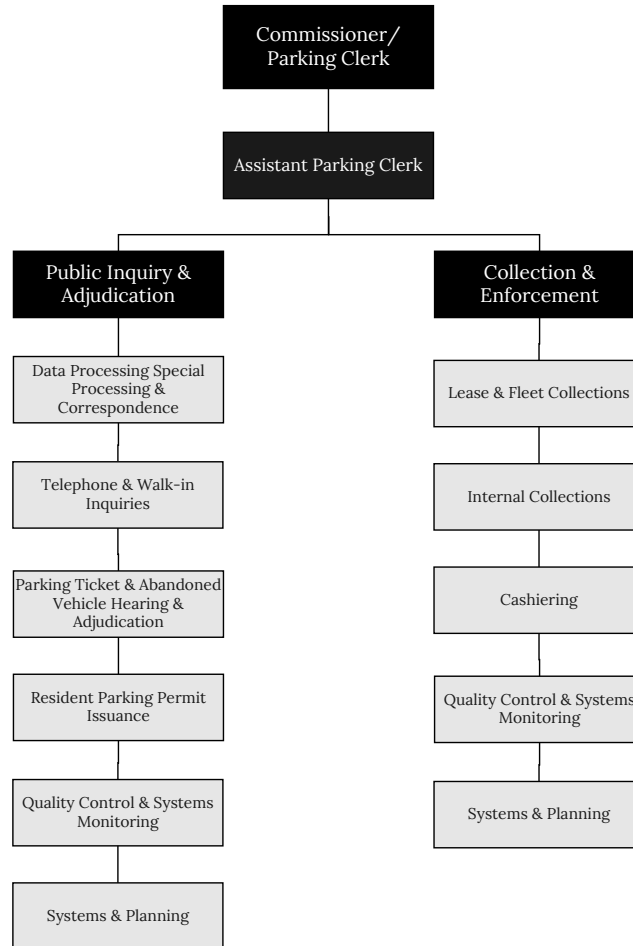 Commissioner/
Parking Clerk
Assistant Parking Clerk
Public Inquiry &
Adjudication
Data Processing Special
Processing &
Correspondence
Telephone & Walk-in
Inquiries
Parking Ticket & Abandoned
Vehicle Hearing &
Adjudication
Resident Parking Permit
Issuance
Quality Control & Systems
Monitoring
Systems & Planning
Collection &
Enforcement
Lease & Fleet Collections
Internal Collections
Cashiering
Quality Control & Systems
Monitoring
Systems & Planning